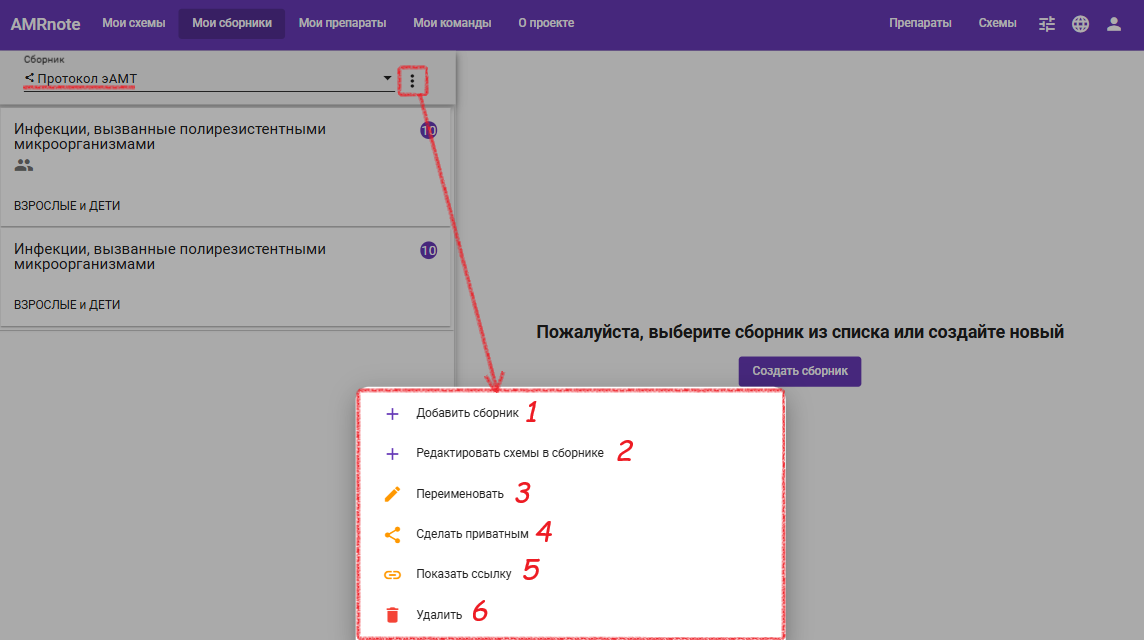 AMRnote Мои схемы Мои сборники Мои препараты Мои команды О проекте Препараты Схемы
Сборник
Протокол эАМТ
Инфекции, вызванные полирезистентными
микроорганизмами
10
ВЗРОСЛЫЕ и ДЕТИ
Инфекции, вызванные полирезистентными
микроорганизмами
10
ВЗРОСЛЫЕ и ДЕТИ
Пожалуйста, выберите сборник из списка или создайте новый
Создать сборник
Добавить сборник 1
Редактировать схемы в сборнике 2
Переименовать 3
Сделать приватным 4
Показать ссылку 5
Удалить 6